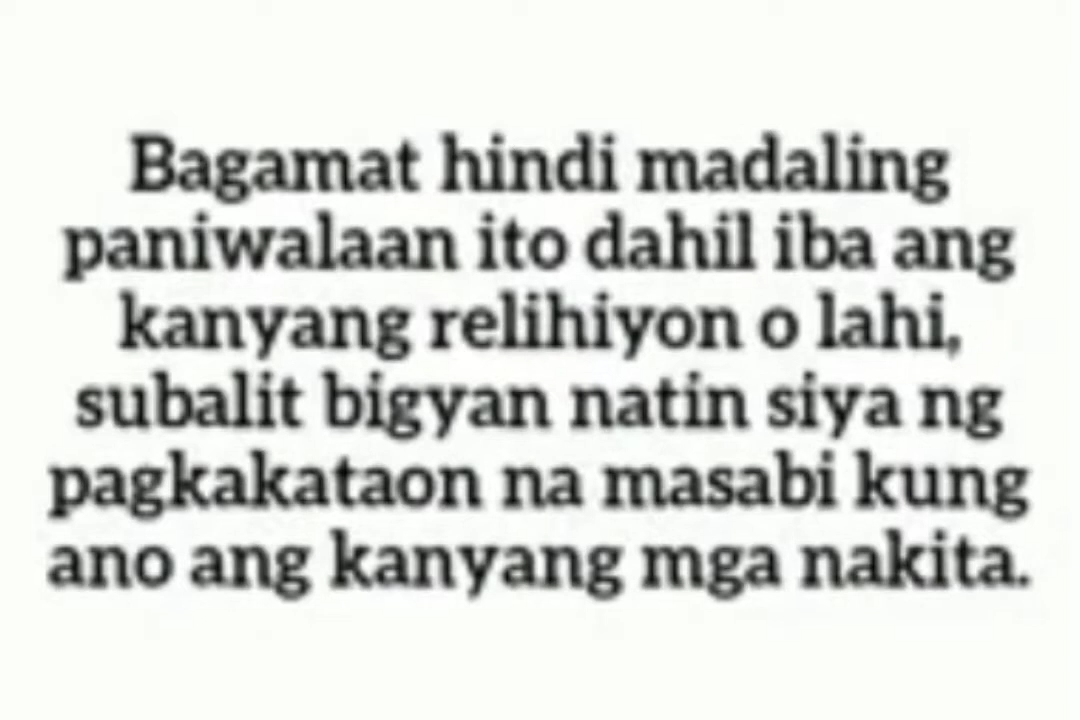 Bagamat hindi madaling
paniwalaan ito dahil iba ang
kanyang relihiyon o lahi,
subalit bigyan natin siya ng
pagkakataon na masabi kung
ano ang kanyang mga nakita.